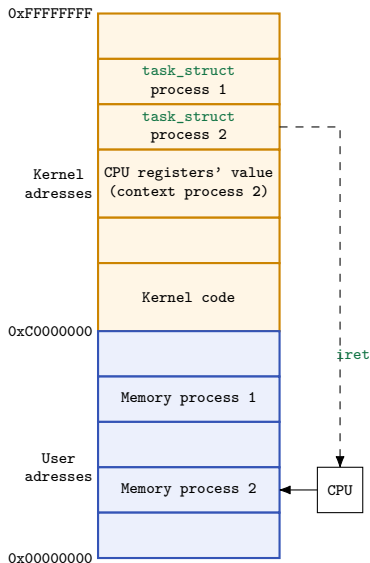 0xFFFFFFFF
task_struct
process 1
task_struct
process 2
Kernel
adresses
CPU registers' value
(context process 2)
Kernel code
0xC0000000
iret
Memory process 1
User
adresses
Memory process 2
CPU
0x00000000